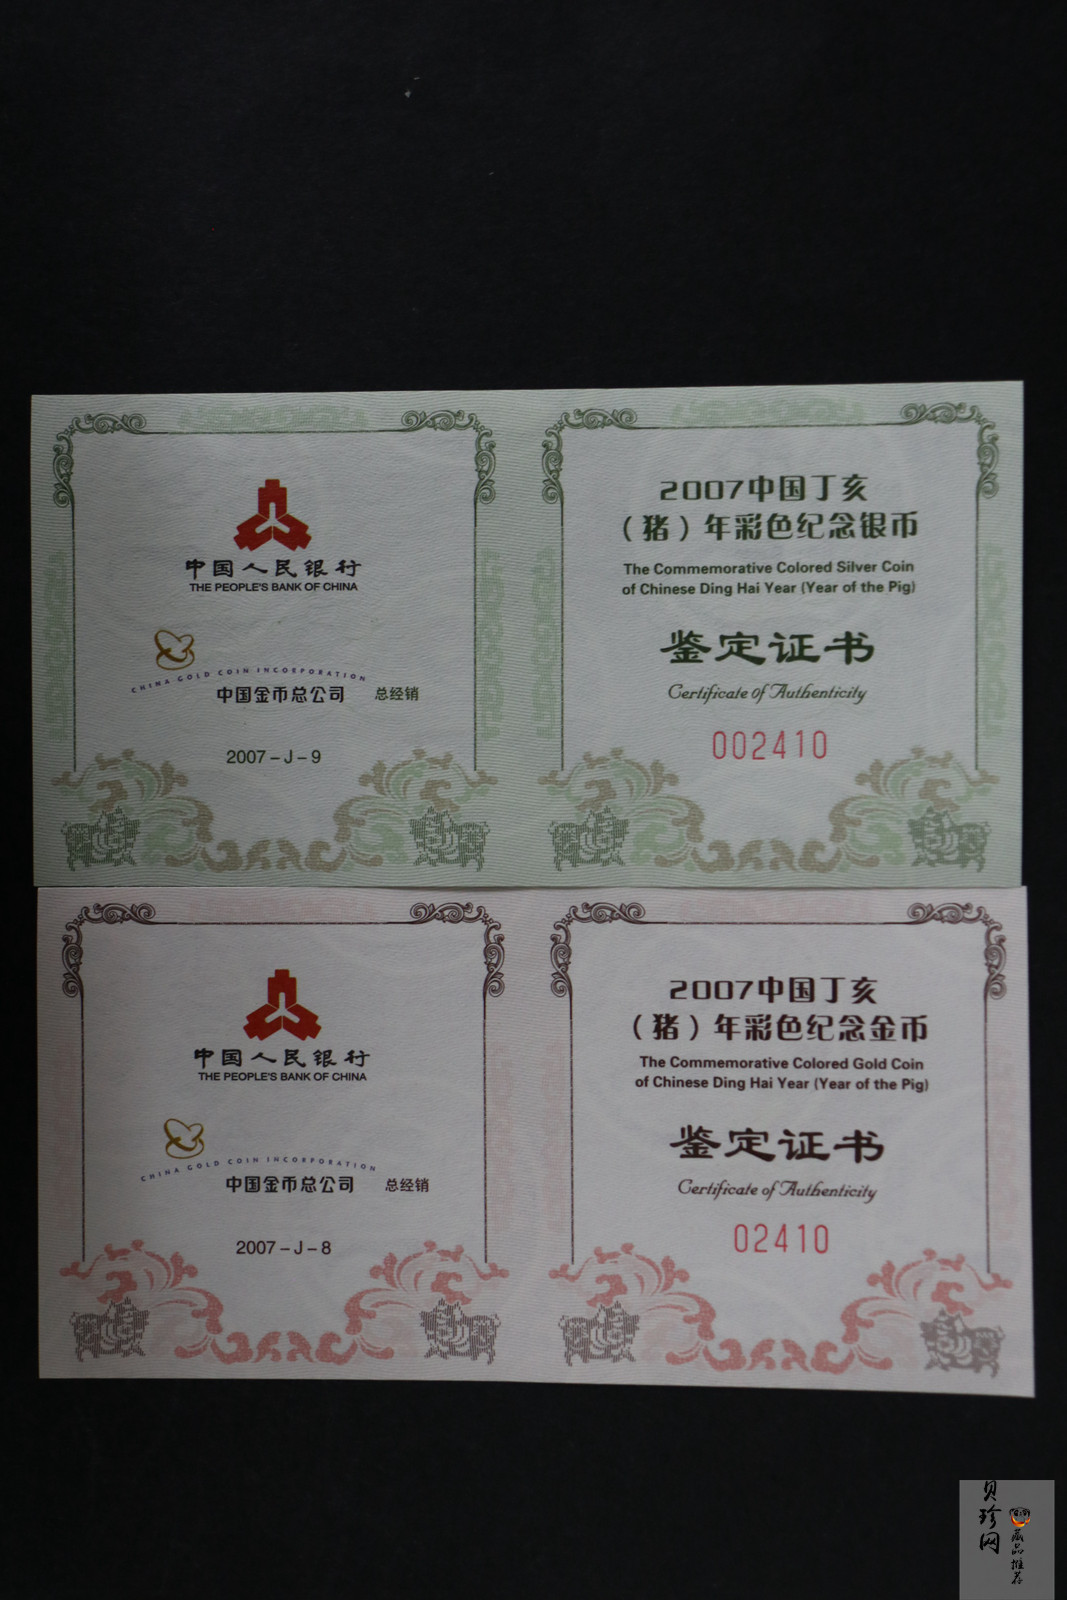 中国人民银行
THE PEOPLE'S BANK OF CHINA
CHINA GOLD COIN INCORPORATION
中国金币总公司 总经销
2007-J-9
2007中国丁亥
（猪）年彩色纪念银币
The Commemorative Colored Silver Coin
of Chinese Ding Hai Year (Year of the Pig)
鉴定证书
Certificate of Authenticity
002410
中国人民银行
THE PEOPLE'S BANK OF CHINA
CHINA GOLD COIN INCORPORATION
中国金币总公司 总经销
2007-J-8
2007中国丁亥
（猪）年彩色纪念金币
The Commemorative Colored Gold Coin
of Chinese Ding Hai Year (Year of the Pig)
鉴定证书
Certificate of Authenticity
02410
贝珍网
藏品推荐